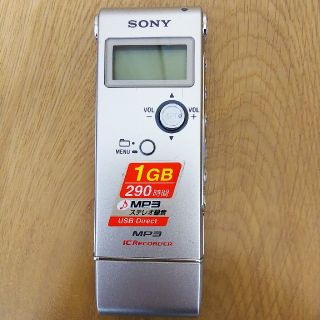 SONY
VOL
−
VOL
+
MENU
1GB
290時間
MP3
ステレオ録音
USB Direct
MP3
IC RECORDER